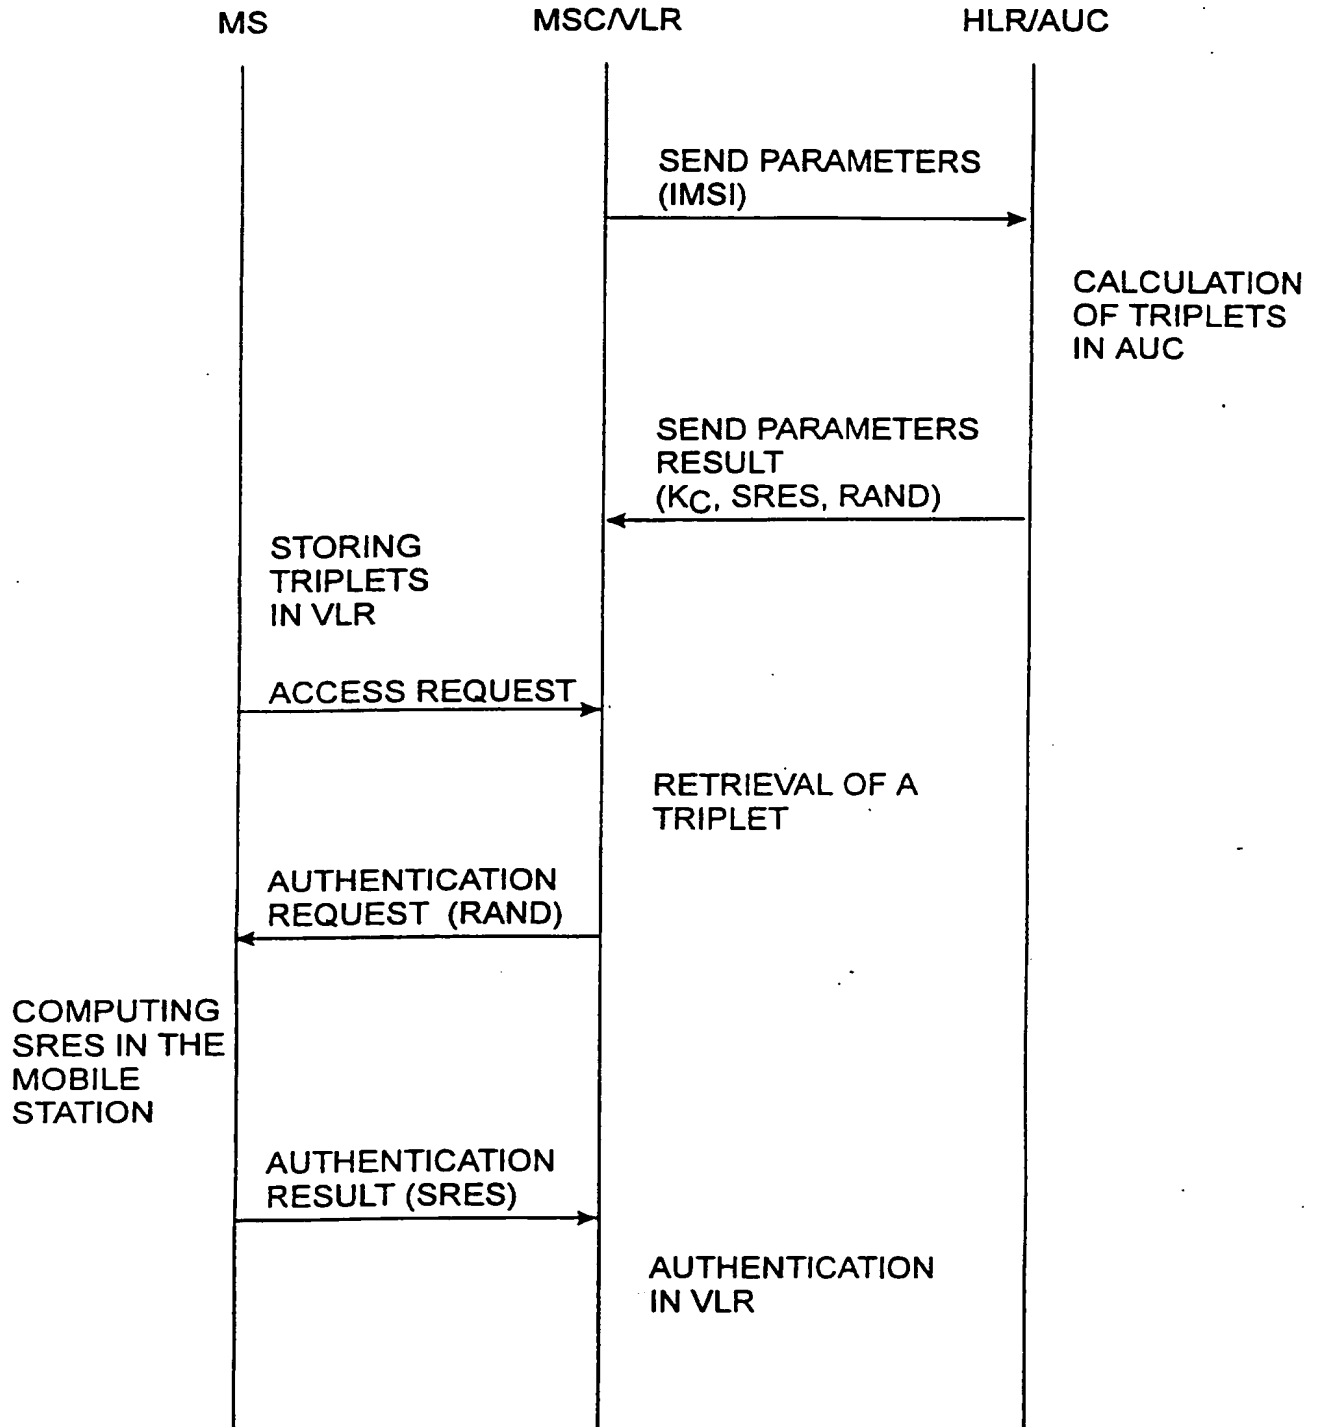 MS
MSC/VLR
HLR/AUC
SEND PARAMETERS
(IMSI)
CALCULATION
OF TRIPLETS
IN AUC
SEND PARAMETERS
RESULT
(KC, SRES, RAND)
STORING
TRIPLETS
IN VLR
ACCESS REQUEST
RETRIEVAL OF A
TRIPLET
AUTHENTICATION
REQUEST (RAND)
COMPUTING
SRES IN THE
MOBILE
STATION
AUTHENTICATION
RESULT (SRES)
AUTHENTICATION
IN VLR